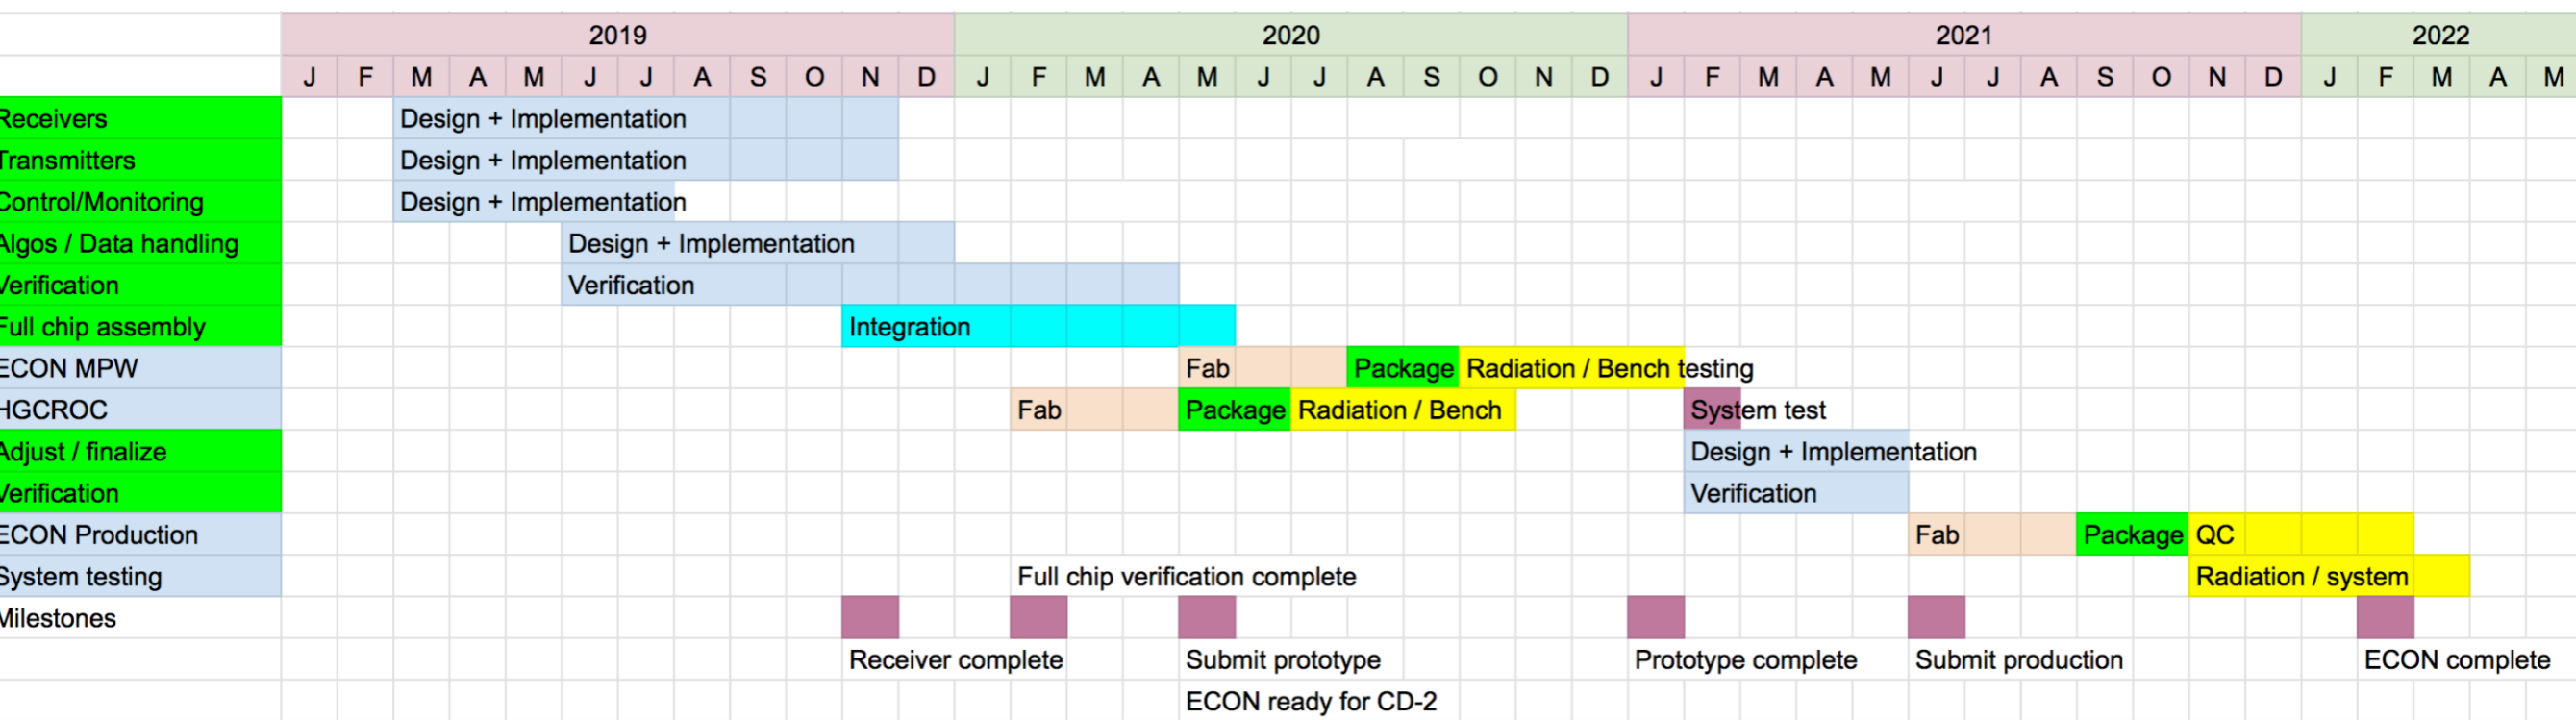 2019 2020 2021 2022
J F M A M J J A S O N D J F M A M J J A S O N D J F M A M J J A S O N D J F M A M
Receivers Design + Implementation
Transmitters Design + Implementation
Control/Monitoring Design + Implementation
Algos / Data handling Design + Implementation
Verification Verification
Full chip assembly Integration
ECON MPW Fab Package Radiation / Bench testing
HGCROC Fab Package Radiation / Bench System test
Adjust / finalize Design + Implementation
Verification Verification
ECON Production Fab Package QC
System testing Full chip verification complete Radiation / system
Milestones
Receiver complete Submit prototype Prototype complete Submit production ECON complete
ECON ready for CD-2